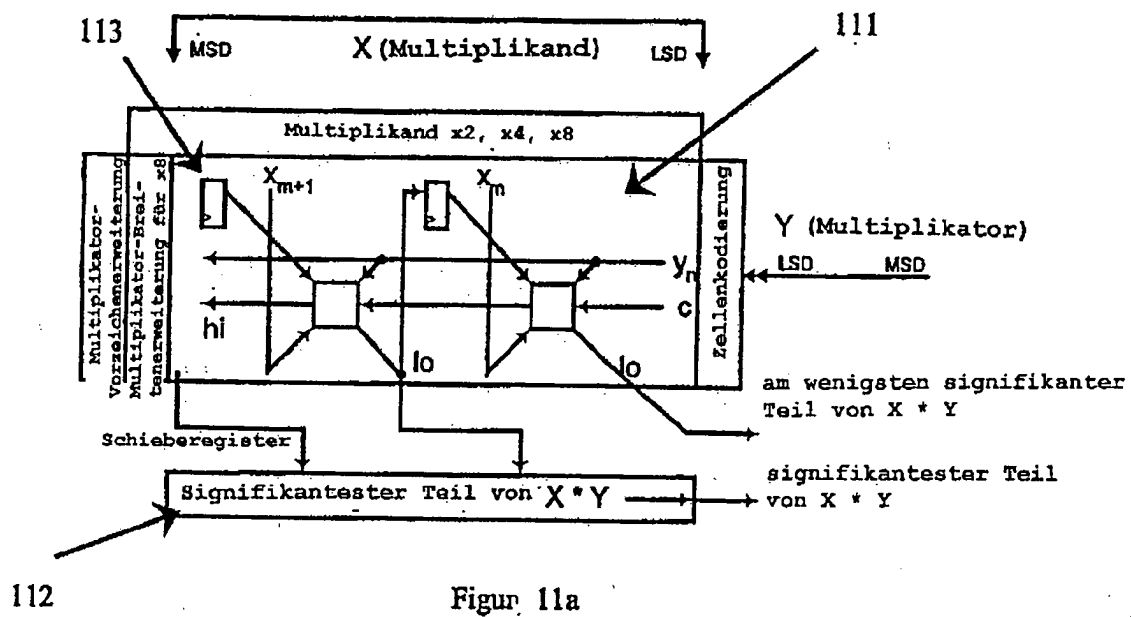 113
111
MSD
X (Multiplikand)
LSD
Multiplikand x2, x4, x8
Multiplikator-
Vorzeichenerweiterung
Multiplikator-Brei-
tenerweiterung für x8
X m+1
X m
Zellenkodierung
Y (Multiplikator)
LSD
MSD
y n
hi
c
lo
lo
am wenigsten signifikanter
Teil von X * Y
Schieberegister
Signifikantester Teil von X * Y
signifikantester Teil
von X * Y
112
Figur 11a